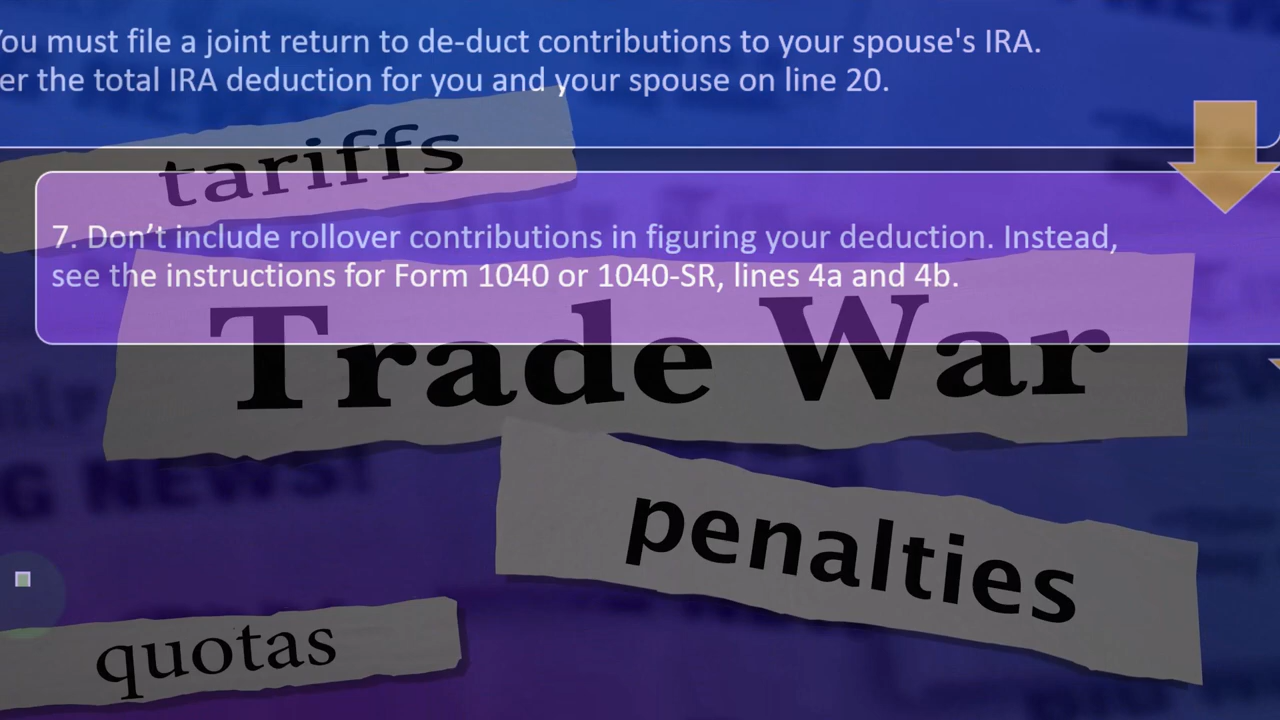 You must file a joint return to de-duct contributions to your spouse's IRA.
er the total IRA deduction for you and your spouse on line 20.
tariffs
7. Don’t include rollover contributions in figuring your deduction. Instead,
see the instructions for Form 1040 or 1040-SR, lines 4a and 4b.
Trade War
G NEWS!
penalties
quotas